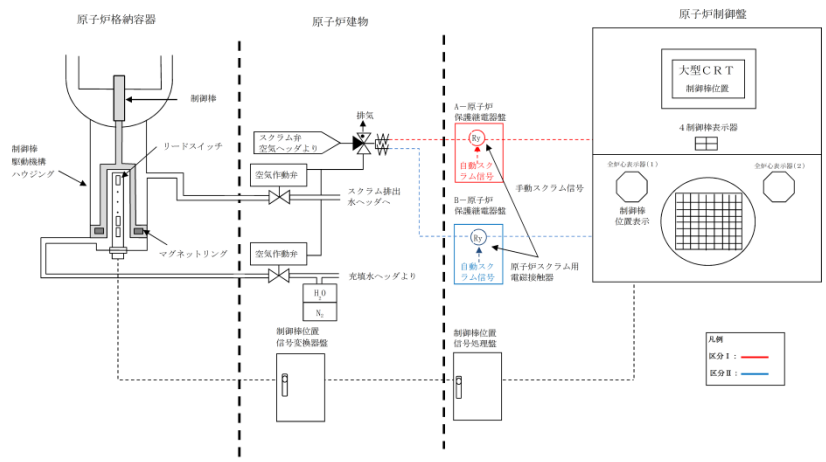 原子炉格納容器
原子炉建物
原子炉制御盤
制御棒
制御棒
駆動機構
ハウジング
リードスイッチ
マグネットリング
排気
スクラム弁
空気ヘッダより
空気作動弁
スクラム排出
水ヘッダへ
空気作動弁
充填水ヘッダより
H₂O
N₂
制御棒位置
信号変換器盤
A－原子炉
保護継電器盤
Ry
自動スク
ラム信号
手動スクラム信号
B－原子炉
保護継電器盤
Ry
自動スク
ラム信号
原子炉スクラム用
電磁接触器
制御棒位置
信号処理盤
大型ＣＲＴ
制御棒位置
４制御棒表示器
全炉心表示器(1)
全炉心表示器(2)
制御棒
位置表示
凡例
区分Ⅰ：
区分Ⅱ：